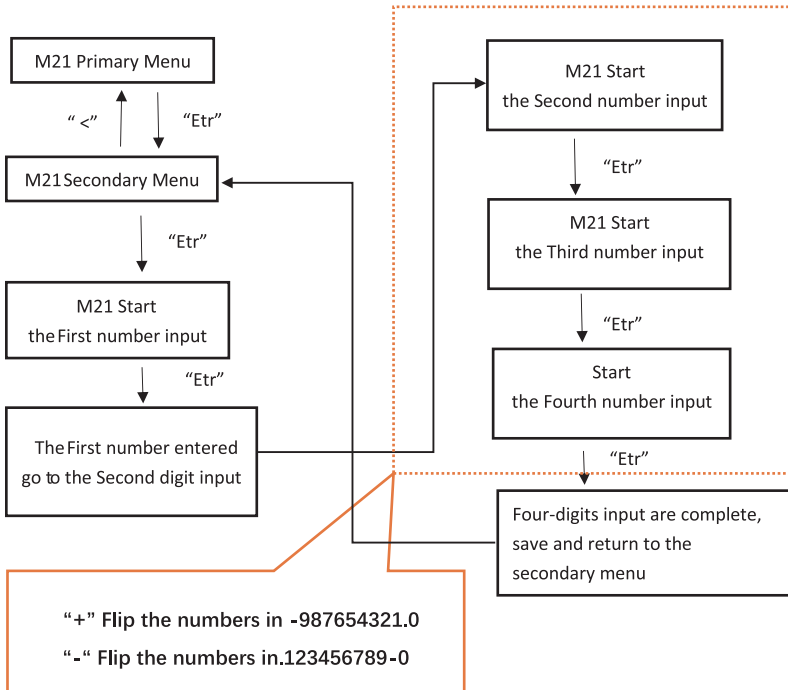 M21 Primary Menu
“ <”
“Etr”
M21Secondary Menu
“Etr”
M21 Start
the First number input
“Etr”
The First number entered
go to the Second digit input
M21 Start
the Second number input
“Etr”
M21 Start
the Third number input
“Etr”
Start
the Fourth number input
“Etr”
Four-digits input are complete,
save and return to the
secondary menu
“+” Flip the numbers in -987654321.0
“-“ Flip the numbers in.123456789-0